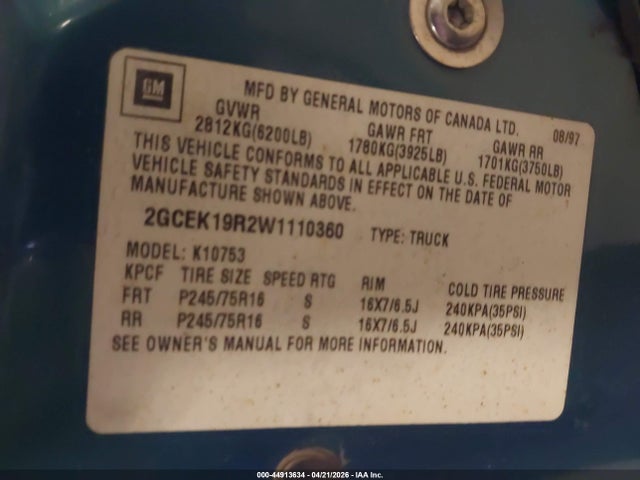 GM
MFD BY GENERAL MOTORS OF CANADA LTD. 08/97
GVWR GAWR FRT GAWR RR
2812KG(6200LB) 1780KG(3925LB) 1701KG(3750LB)
THIS VEHICLE CONFORMS TO ALL APPLICABLE U.S. FEDERAL MOTOR
VEHICLE SAFETY STANDARDS IN EFFECT ON THE DATE OF
MANUFACTURE SHOWN ABOVE.
2GCEK19R2W1110360 TYPE: TRUCK
MODEL: K10753
KPCF TIRE SIZE SPEED RTG RIM COLD TIRE PRESSURE
FRT P245/75R16 S 16X7/6.5J 240KPA(35PSI)
RR P245/75R16 S 16X7/6.5J 240KPA(35PSI)
SEE OWNER'S MANUAL FOR MORE INFORMATION.
000-44913634 - 04/21/2026 - IAA Inc.